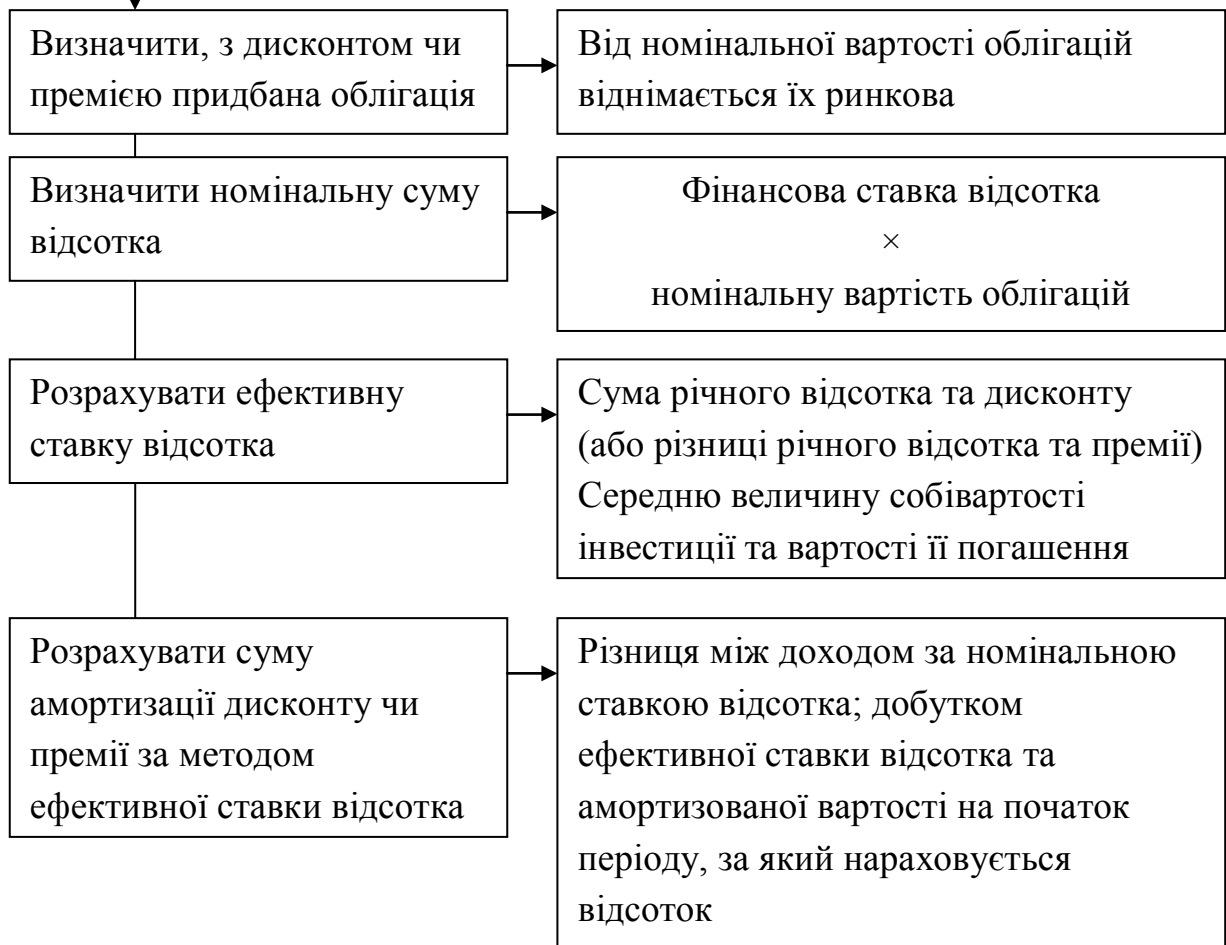 Визначити, з дисконтом чи
премією придбана облігація
Від номінальної вартості облігацій
віднімається їх ринкова
Визначити номінальну суму
відсотка
Фінансова ставка відсотка
×
номінальну вартість облігацій
Розрахувати ефективну
ставку відсотка
Сума річного відсотка та дисконту
(або різниці річного відсотка та премії)
Середню величину собівартості
інвестиції та вартості її погашення
Розрахувати суму
амортизації дисконту чи
премії за методом
ефективної ставки відсотка
Різниця між доходом за номінальною
ставкою відсотка; добутком
ефективної ставки відсотка та
амортизованої вартості на початок
періоду, за який нараховується
відсоток